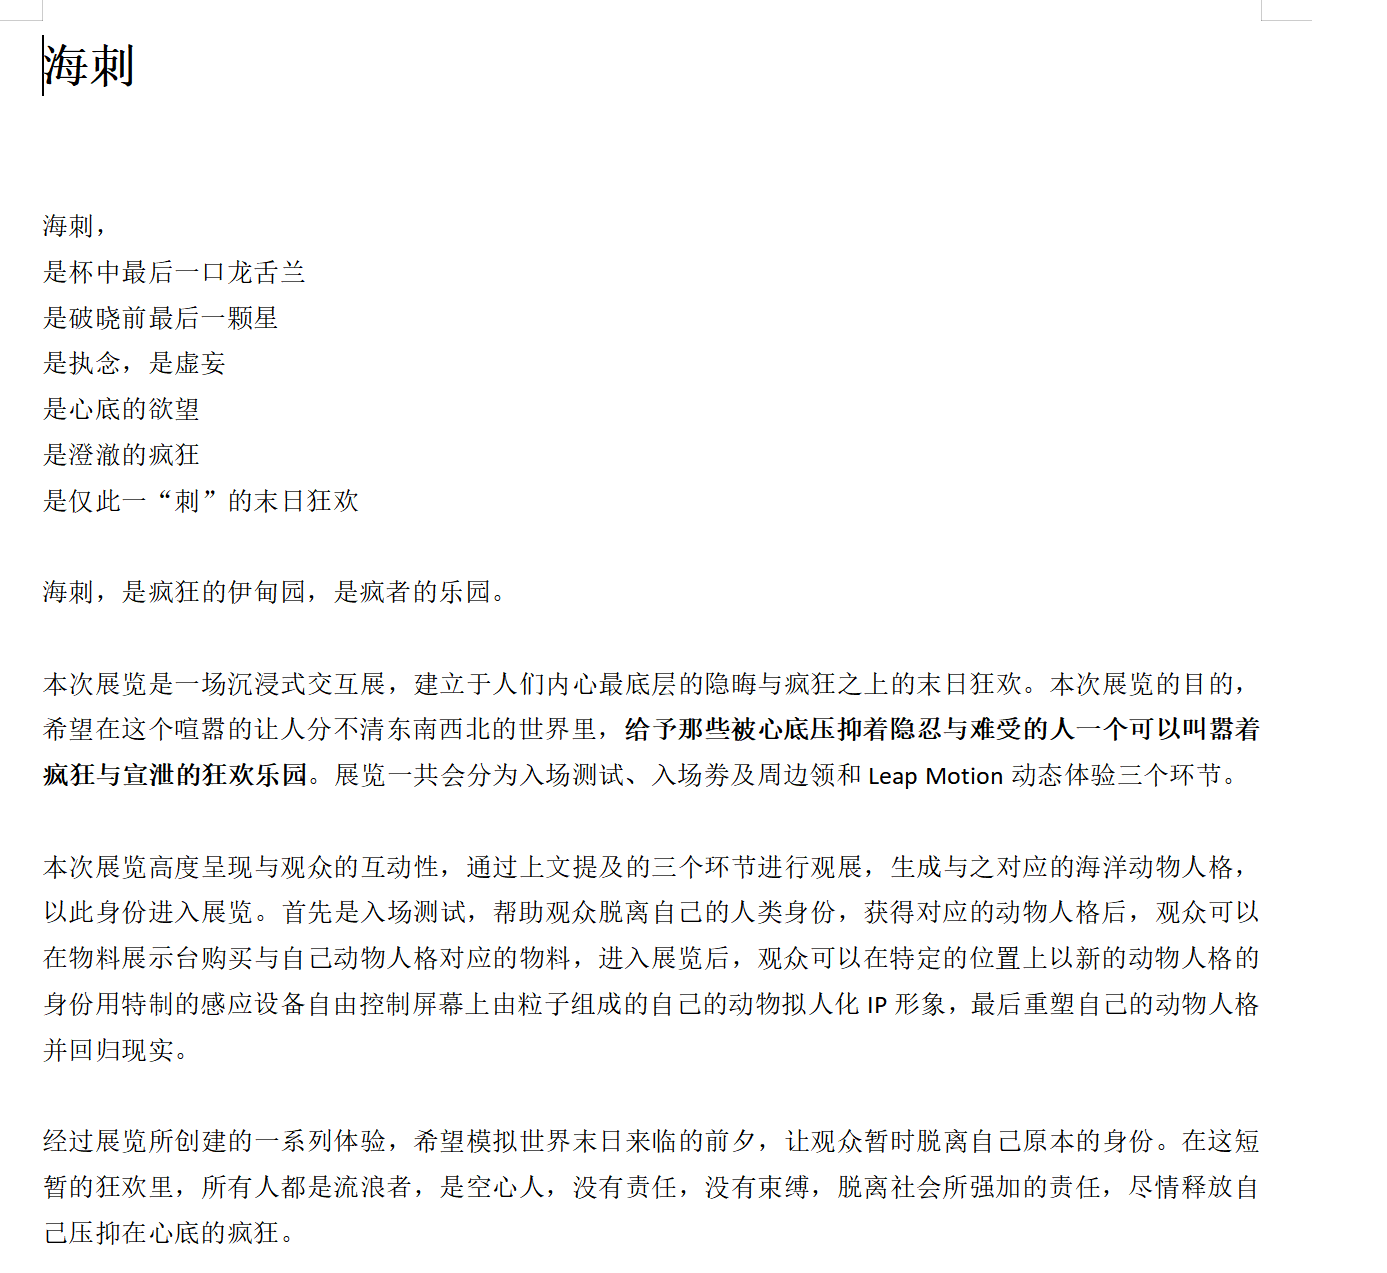 海刺
海刺，
是杯中最后一口龙舌兰
是破晓前最后一颗星
是执念，是虚妄
是心底的欲望
是澄澈的疯狂
是仅此一“刺”的末日狂欢
海刺，是疯狂的伊甸园，是疯者的乐园。
本次展览是一场沉浸式交互展，建立于人们内心最底层的隐晦与疯狂之上的末日狂欢。本次展览的目的，
希望在这个喧嚣的让人分不清东南西北的世界里，给予那些被心底压抑着隐忍与难受的人一个可以叫嚣着
疯狂与宣泄的狂欢乐园。展览一共会分为入场测试、入场券及周边领和 Leap Motion 动态体验三个环节。
本次展览高度呈现与观众的互动性，通过上文提及的三个环节进行观展，生成与之对应的海洋动物人格，
以此身份进入展览。首先是入场测试，帮助观众脱离自己的人类身份，获得对应的动物人格后，观众可以
在物料展示台购买与自己动物人格对应的物料，进入展览后，观众可以在特定的位置上以新的动物人格的
身份用特制的感应设备自由控制屏幕上由粒子组成的自己的动物拟人化 IP 形象，最后重塑自己的动物人格
并回归现实。
经过展览所创建的一系列体验，希望模拟世界末日来临的前夕，让观众暂时脱离自己原本的身份。在这短
暂的狂欢里，所有人都是流浪者，是空心人，没有责任，没有束缚，脱离社会所强加的责任，尽情释放自
己压抑在心底的疯狂。